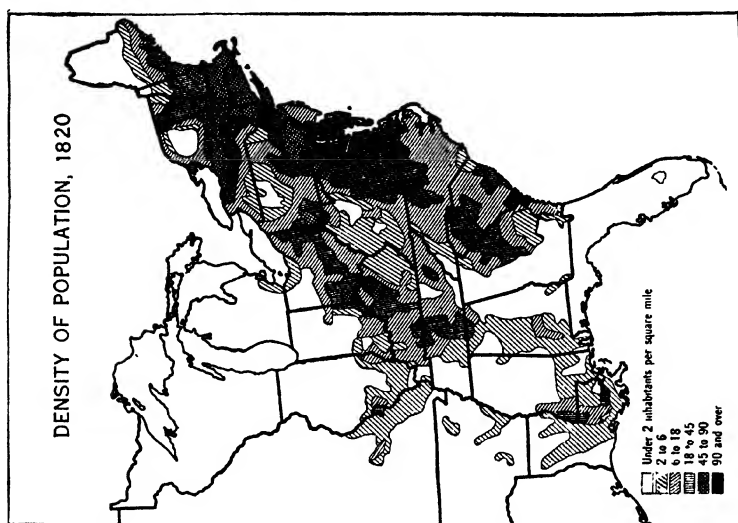 DENSITY OF POPULATION, 1820
Under 2 inhabitants per square mile
2 to 6
6 to 18
18 to 45
45 to 90
90 and over